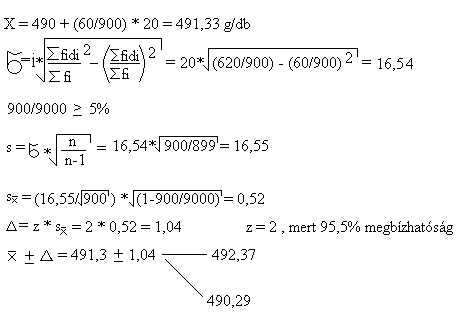 X = 490 + (60/900) * 20 = 491,33 g/db
δ=i*√(Σfidi²/Σfi − (Σfidi/Σfi)²) = 20*√((620/900) - (60/900)²) = 16,54
900/9000 ≥ 5%
s = δ * √(n/n-1) = 16,54*√900/899 = 16,55
sx̅ = (16,55/√900) *√(1-900/9000) = 0,52
Δ = z * sx̅ = 2 * 0,52 = 1,04 z = 2 , mert 95,5% megbízhatóság
x̅ ± Δ = 491,3 ± 1,04 492,37
490,29